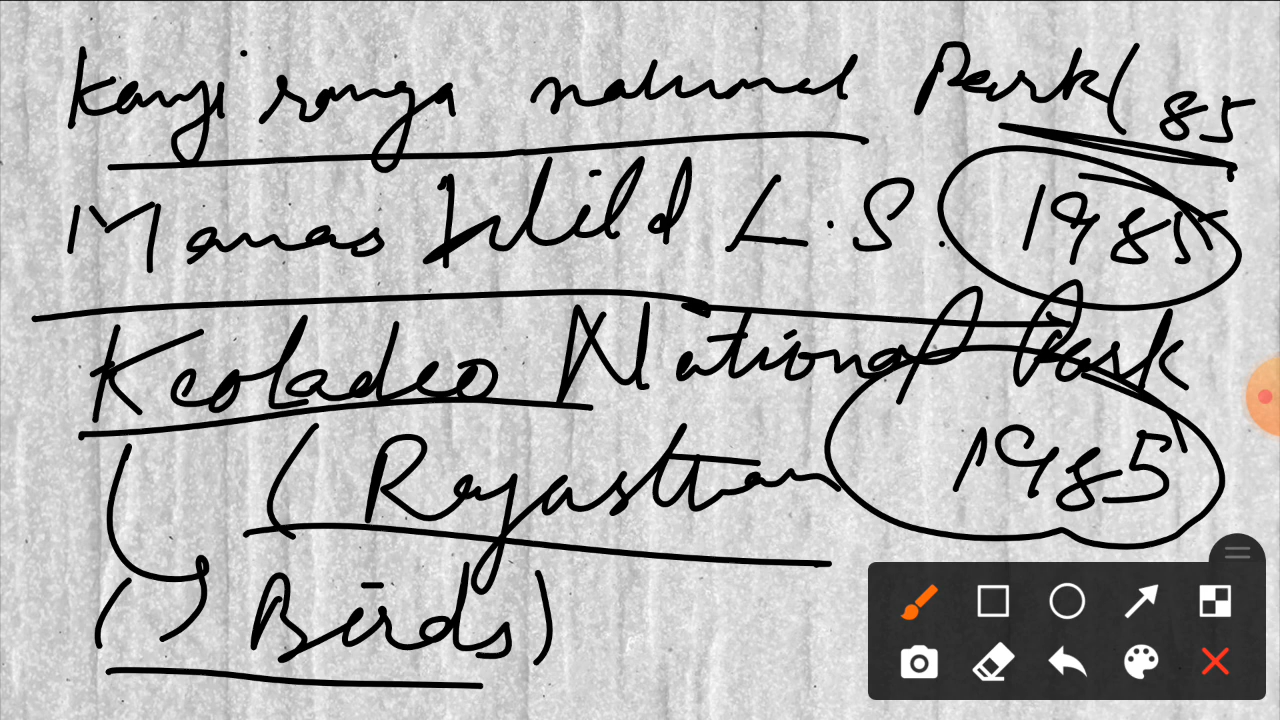 Kanjiranga national Park( 85
Manas Wild L.S. 1985
Keoladeo National Park
(Rajasthan 1985
(Birds)